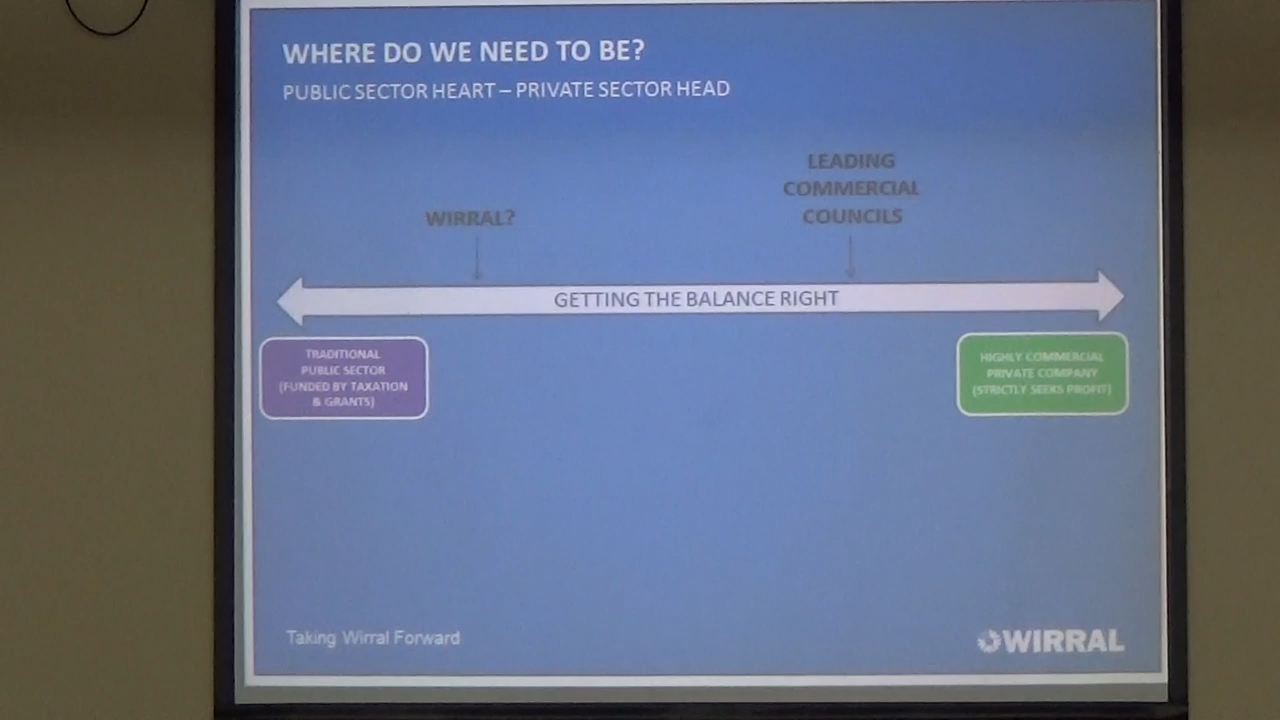 WHERE DO WE NEED TO BE?
PUBLIC SECTOR HEART – PRIVATE SECTOR HEAD
LEADING
COMMERCIAL
COUNCILS
WIRRAL?
GETTING THE BALANCE RIGHT
TRADITIONAL
PUBLIC SECTOR
(FUNDED BY TAXATION
& GRANTS)
HIGHLY COMMERCIAL
PRIVATE COMPANY
(STRICTLY SEEKS PROFIT)
Taking Wirral Forward
WIRRAL